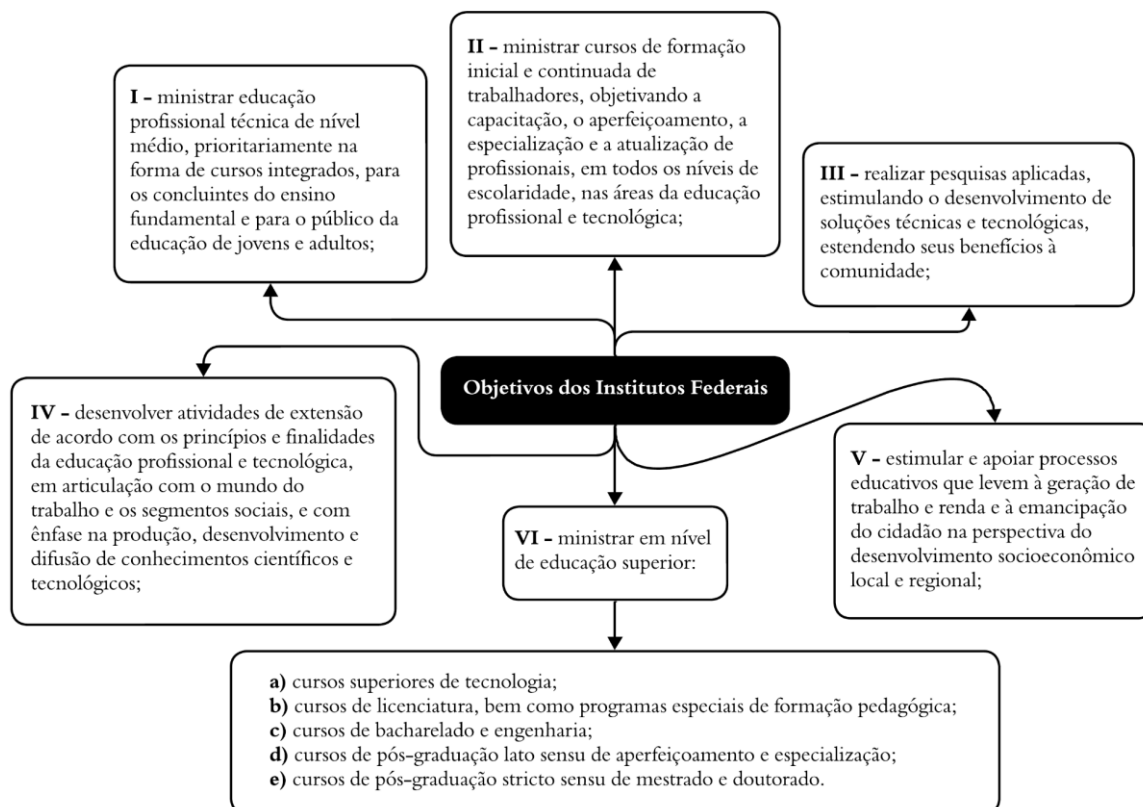 I - ministrar educação
profissional técnica de nível
médio, prioritariamente na
forma de cursos integrados, para
os concluintes do ensino
fundamental e para o público da
educação de jovens e adultos;
II - ministrar cursos de formação
inicial e continuada de
trabalhadores, objetivando a
capacitação, o aperfeiçoamento, a
especialização e a atualização de
profissionais, em todos os níveis de
escolaridade, nas áreas da educação
profissional e tecnológica;
III - realizar pesquisas aplicadas,
estimulando o desenvolvimento de
soluções técnicas e tecnológicas,
estendendo seus benefícios à
comunidade;
Objetivos dos Institutos Federais
IV - desenvolver atividades de extensão
de acordo com os princípios e finalidades
da educação profissional e tecnológica,
em articulação com o mundo do
trabalho e os segmentos sociais, e com
ênfase na produção, desenvolvimento e
difusão de conhecimentos científicos e
tecnológicos;
V - estimular e apoiar processos
educativos que levem à geração de
trabalho e renda e à emancipação
do cidadão na perspectiva do
desenvolvimento socioeconômico
local e regional;
VI - ministrar em nível
de educação superior:
a) cursos superiores de tecnologia;
b) cursos de licenciatura, bem como programas especiais de formação pedagógica;
c) cursos de bacharelado e engenharia;
d) cursos de pós-graduação lato sensu de aperfeiçoamento e especialização;
e) cursos de pós-graduação stricto sensu de mestrado e doutorado.